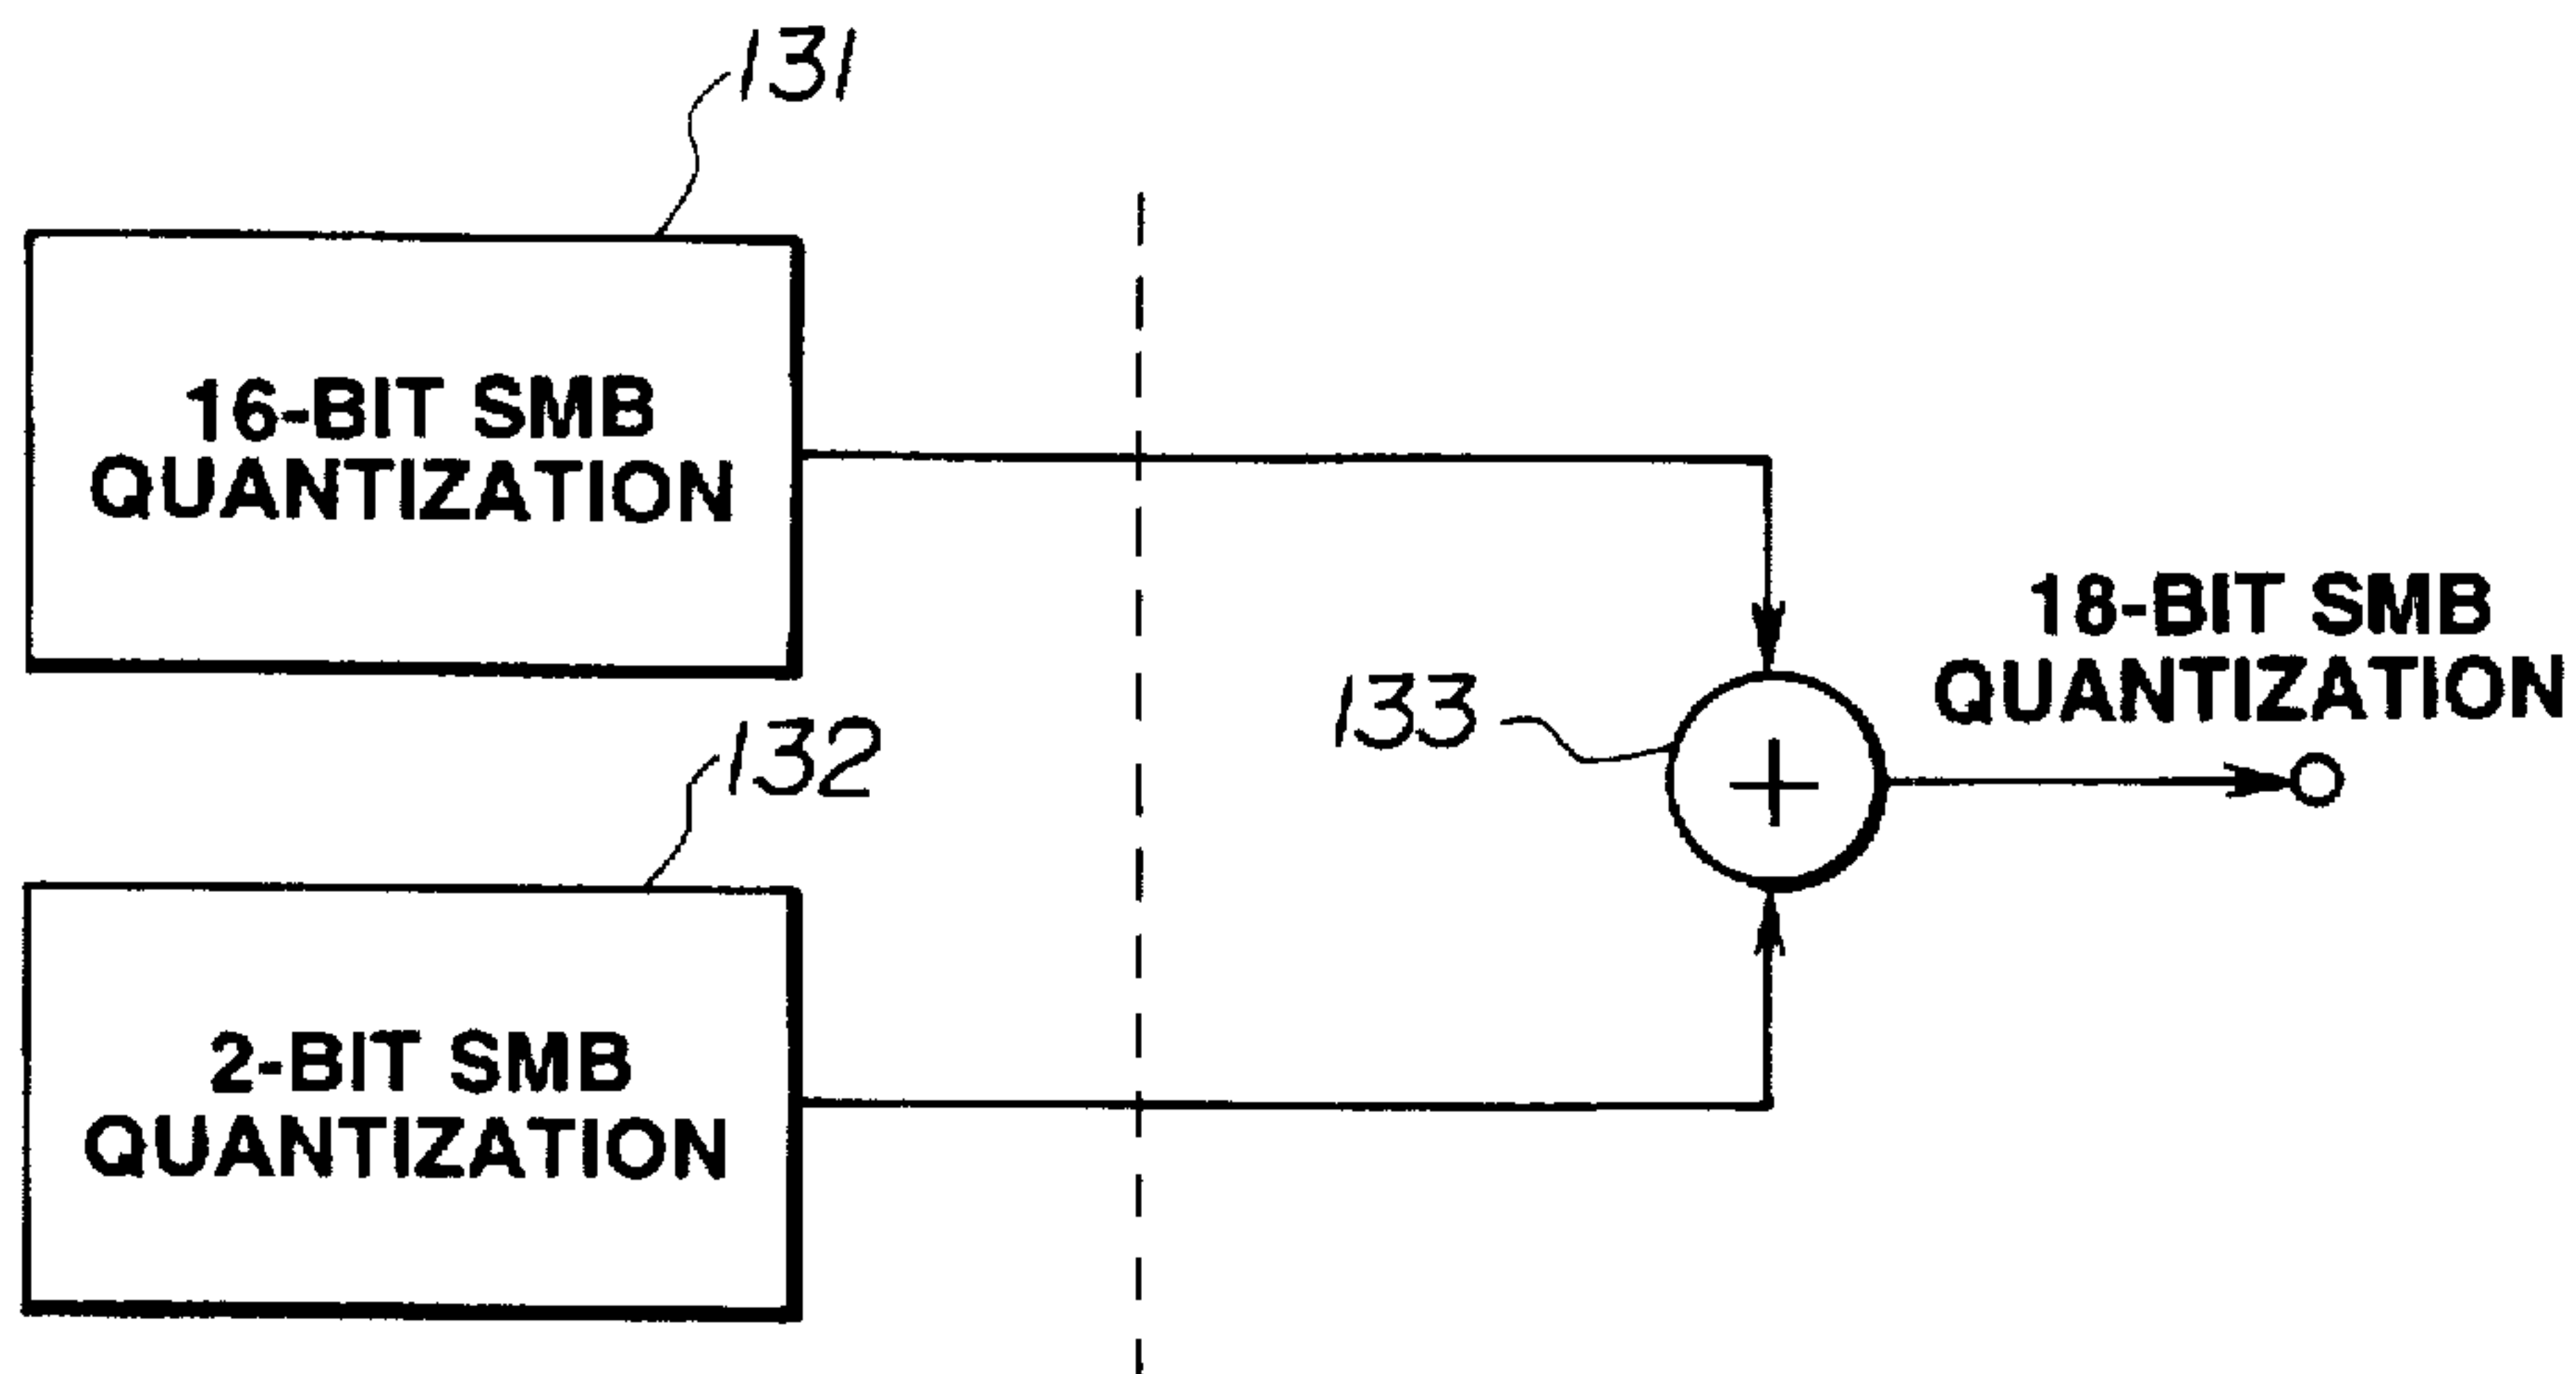 131
16-BIT SMB
QUANTIZATION
133
18-BIT SMB
QUANTIZATION
132
2-BIT SMB
QUANTIZATION